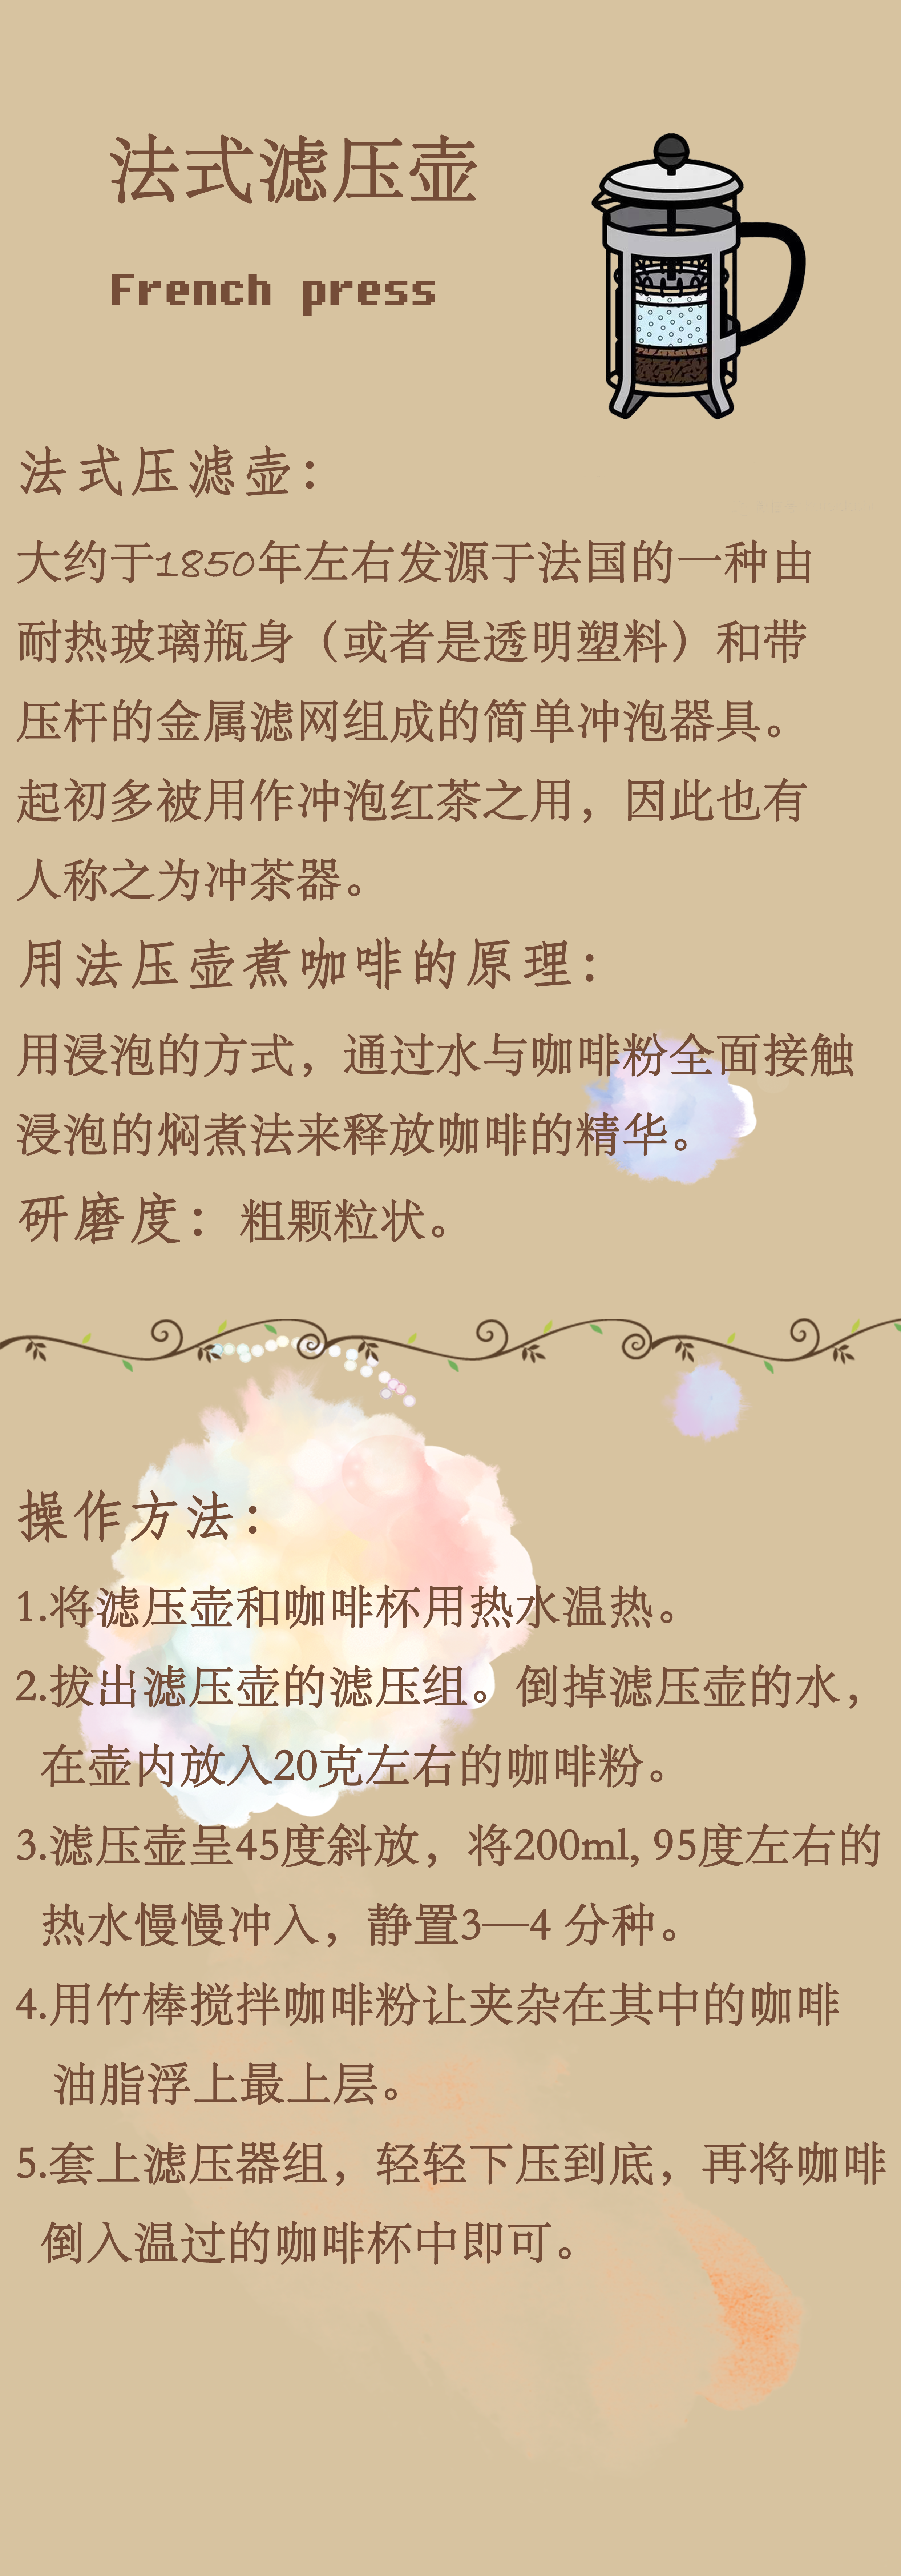 法式滤压壶
French press
法式压滤壶：
大约于1850年左右发源于法国的一种由
耐热玻璃瓶身（或者是透明塑料）和带
压杆的金属滤网组成的简单冲泡器具。
起初多被用作冲泡红茶之用，因此也有
人称之为冲茶器。
用法压壶煮咖啡的原理：
用浸泡的方式，通过水与咖啡粉全面接触
浸泡的焖煮法来释放咖啡的精华。
研磨度：粗颗粒状。
操作方法：
1.将滤压壶和咖啡杯用热水温热。
2.拔出滤压壶的滤压组。倒掉滤压壶的水，
在壶内放入20克左右的咖啡粉。
3.滤压壶呈45度斜放，将200ml, 95度左右的
热水慢慢冲入，静置3—4 分种。
4.用竹棒搅拌咖啡粉让夹杂在其中的咖啡
油脂浮上最上层。
5.套上滤压器组，轻轻下压到底，再将咖啡
倒入温过的咖啡杯中即可。